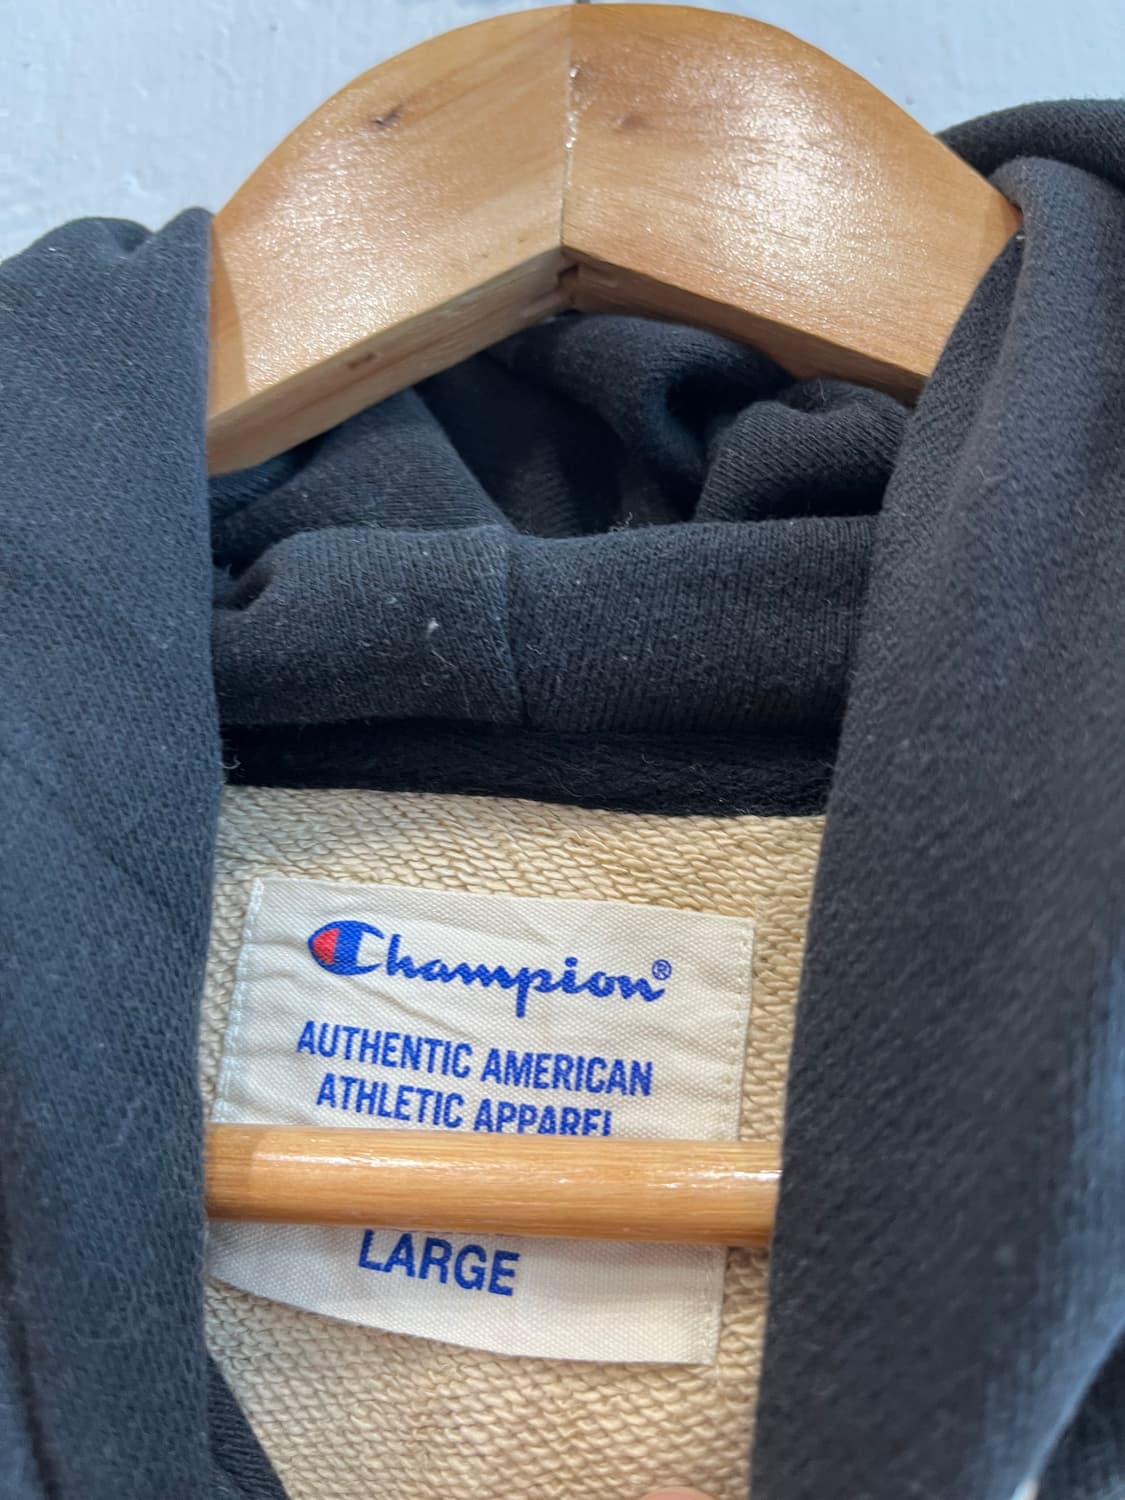 Champion®
AUTHENTIC AMERICAN
ATHLETIC APPAREL
LARGE